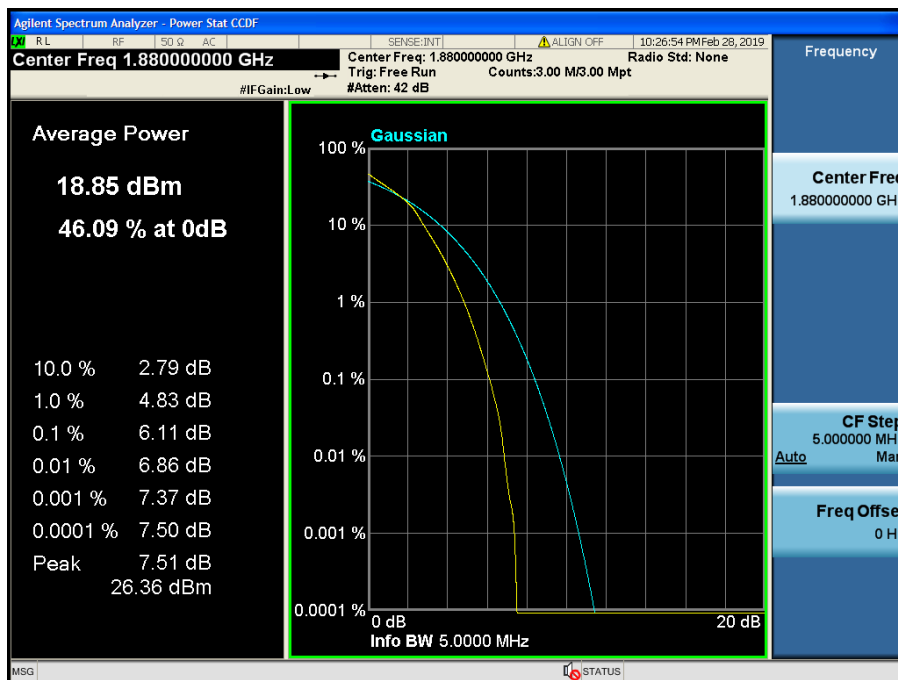 Agilent Spectrum Analyzer - Power Stat CCDF
LXI RL RF 50 Ω AC SENSE:INT ALIGN OFF 10:26:54 PM Feb 28, 2019
Center Freq 1.880000000 GHz
Center Freq: 1.880000000 GHz Radio Std: None
Trig: Free Run Counts:3.00 M/3.00 Mpt
#IFGain:Low #Atten: 42 dB
Frequency
Average Power
18.85 dBm
46.09 % at 0dB
10.0 % 2.79 dB
1.0 % 4.83 dB
0.1 % 6.11 dB
0.01 % 6.86 dB
0.001 % 7.37 dB
0.0001 % 7.50 dB
Peak 7.51 dB
26.36 dBm
Gaussian
100 %
10 %
1 %
0.1 %
0.01 %
0.001 %
0.0001 %
0 dB 20 dB
Info BW 5.0000 MHz
Center Fre
1.880000000 GH
CF Step
5.000000 MH
Auto Ma
Freq Offse
0 H
MSG STATUS